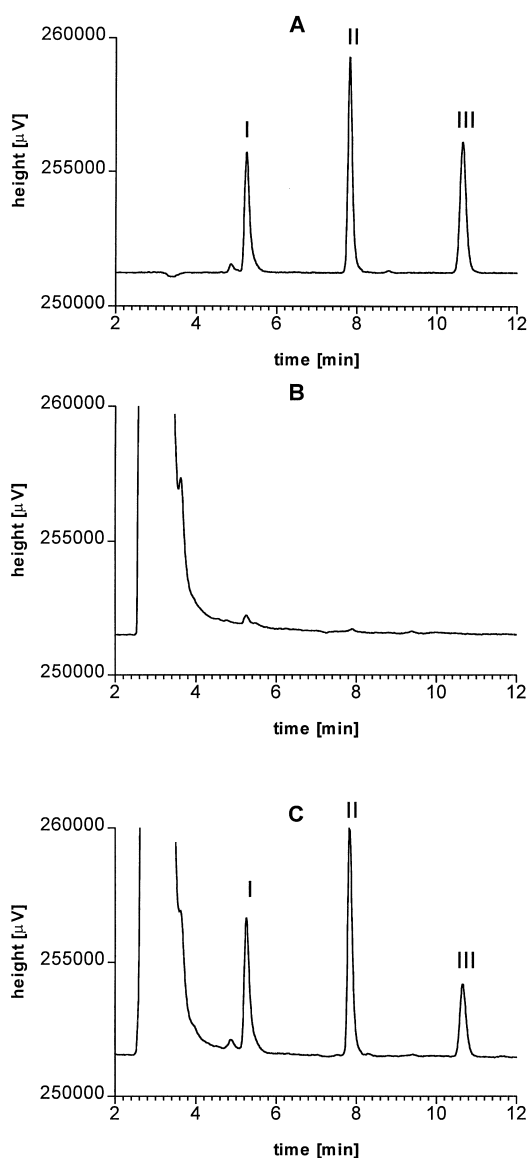 A
260000
II
III
I
255000
height [µV]
250000
2 4 6 8 10 12
time [min]
B
260000
255000
height [µV]
250000
2 4 6 8 10 12
time [min]
II
C
260000
I
III
255000
height [µV]
250000
2 4 6 8 10 12
time [min]